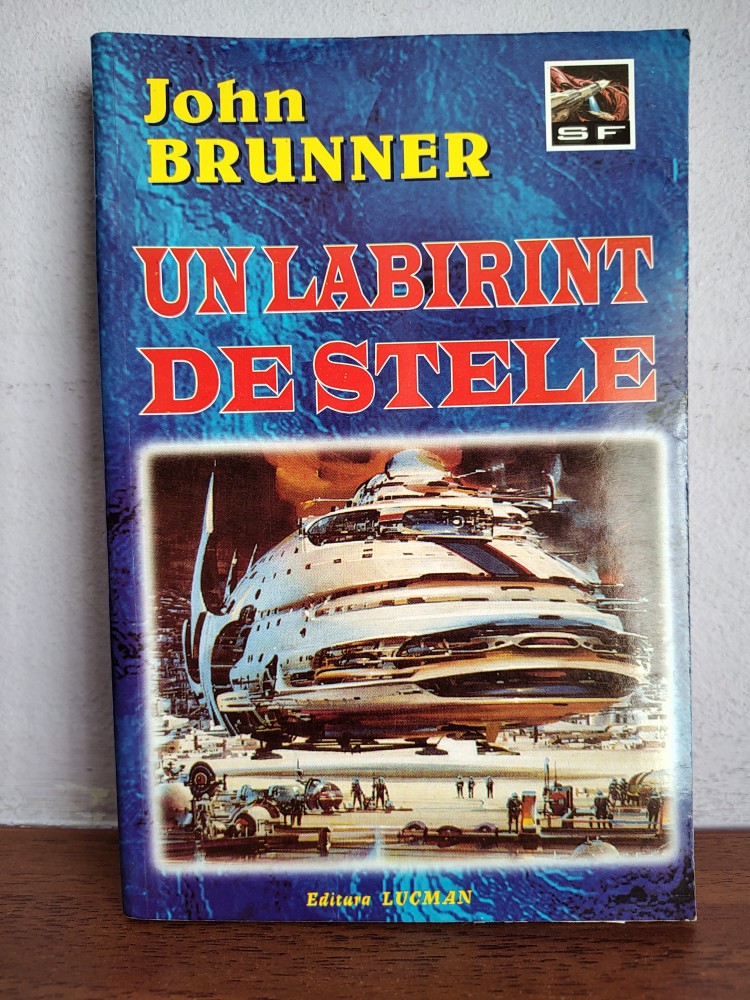 John
BRUNNER
SF
UN LABIRINT
DE STELE
Editura LUCMAN